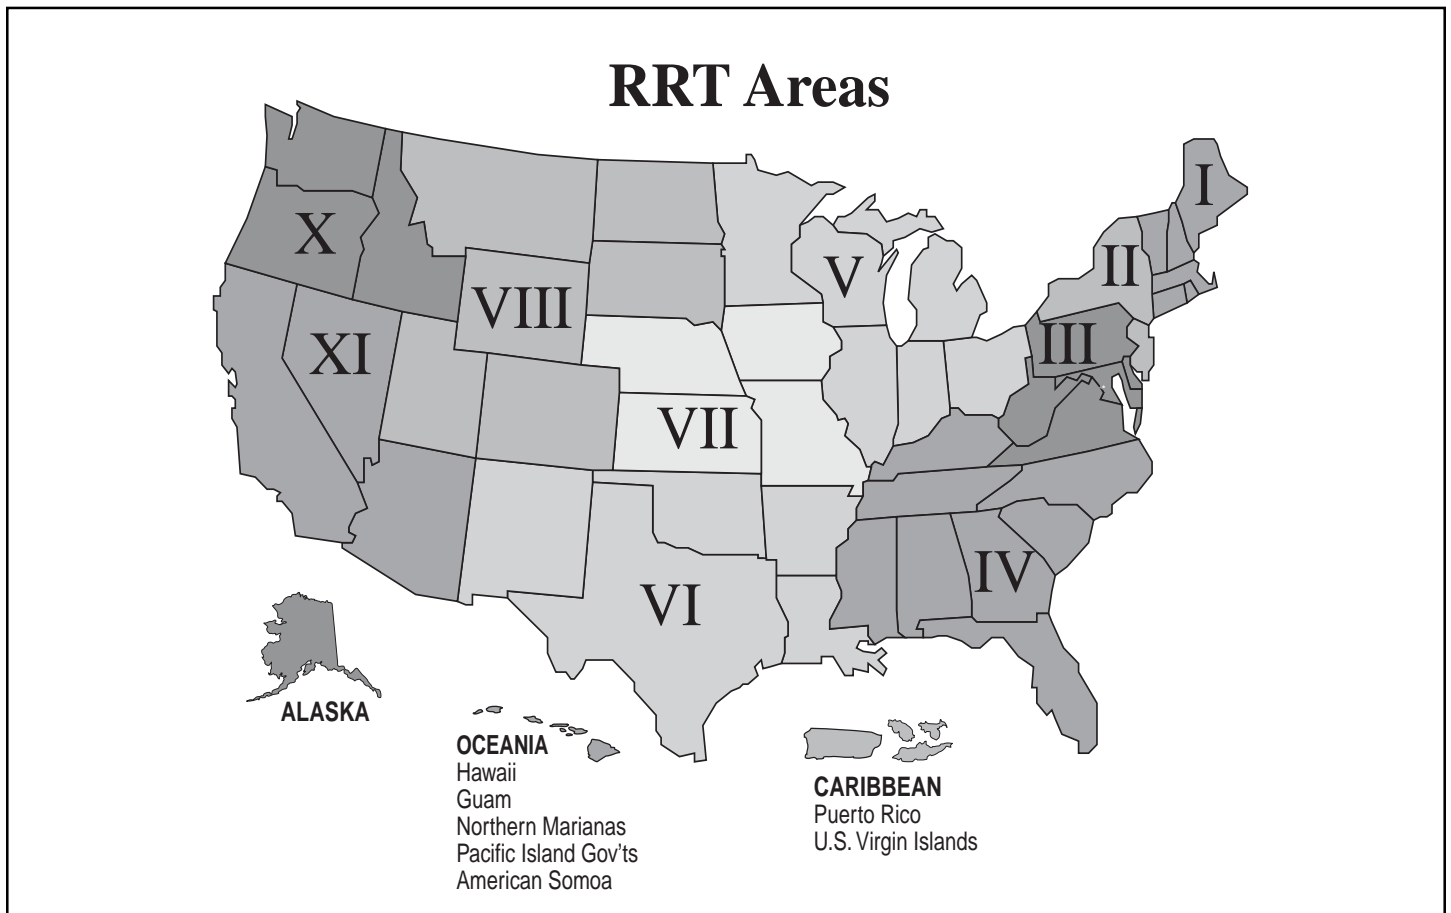 RRT Areas
I
II
X
V
VIII
III
XI
VII
IV
VI
ALASKA
OCEANIA
Hawaii
Guam
Northern Marianas
Pacific Island Gov'ts
American Somoa
CARIBBEAN
Puerto Rico
U.S. Virgin Islands